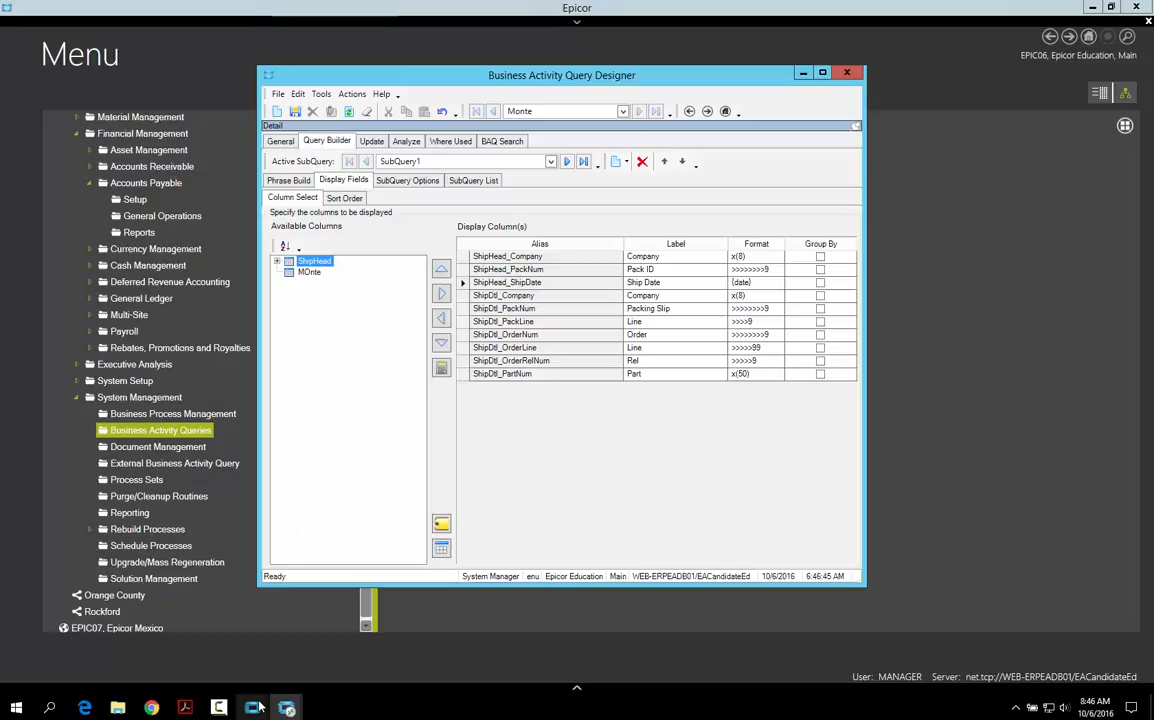 Epicor
Menu
EPIC06, Epicor Education, Main
Material Management
Financial Management
Asset Management
Accounts Receivable
Accounts Payable
Setup
General Operations
Reports
Currency Management
Cash Management
Deferred Revenue Accounting
General Ledger
Multi-Site
Payroll
Rebates, Promotions and Royalties
Executive Analysis
System Setup
System Management
Business Process Management
Business Activity Queries
Document Management
External Business Activity Query
Process Sets
Purge/Cleanup Routines
Reporting
Rebuild Processes
Schedule Processes
Upgrade/Mass Regeneration
Solution Management
Orange County
Rockford
EPIC07, Epicor Mexico
Business Activity Query Designer
File Edit Tools Actions Help
Monte
Detail
General Query Builder Update Analyze Where Used BAQ Search
Active SubQuery: SubQuery1
Phrase Build Display Fields SubQuery Options SubQuery List
Column Select Sort Order
Specify the columns to be displayed
Available Columns
ShipHead
MOnte
Display Column(s)
Alias Label Format Group By
ShipHead_Company Company x(8)
ShipHead_PackNum Pack ID >>>>>>>>9
ShipHead_ShipDate Ship Date {date}
ShipDtl_Company Company x(8)
ShipDtl_PackNum Packing Slip >>>>>>>>9
ShipDtl_PackLine Line >>>>9
ShipDtl_OrderNum Order >>>>>>>>9
ShipDtl_OrderLine Line >>>>>99
ShipDtl_OrderRelNum Rel >>>>>9
ShipDtl_PartNum Part x(50)
Ready System Manager enu Epicor Education Main WEB-ERPEADB01/EACandidateEd 10/6/2016 6:46:45 AM
User: MANAGER Server: net.tcp://WEB-ERPEADB01/EACandidateEd
8:46 AM
10/6/2016